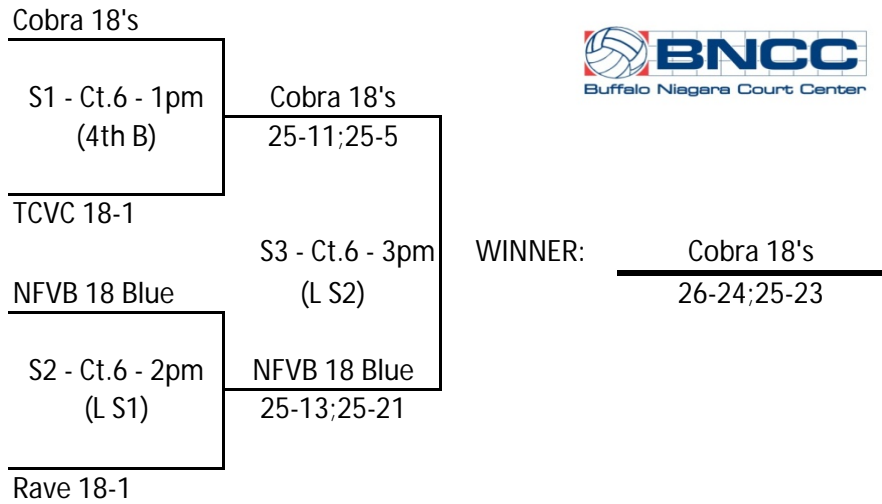 Cobra 18's
BNCC
Buffalo Niagara Court Center
S1 - Ct.6 - 1pm
(4th B)
Cobra 18's
25-11;25-5
TCVC 18-1
S3 - Ct.6 - 3pm
(L S2)
WINNER:
Cobra 18's
26-24;25-23
NFVB 18 Blue
S2 - Ct.6 - 2pm
(L S1)
NFVB 18 Blue
25-13;25-21
Rave 18-1